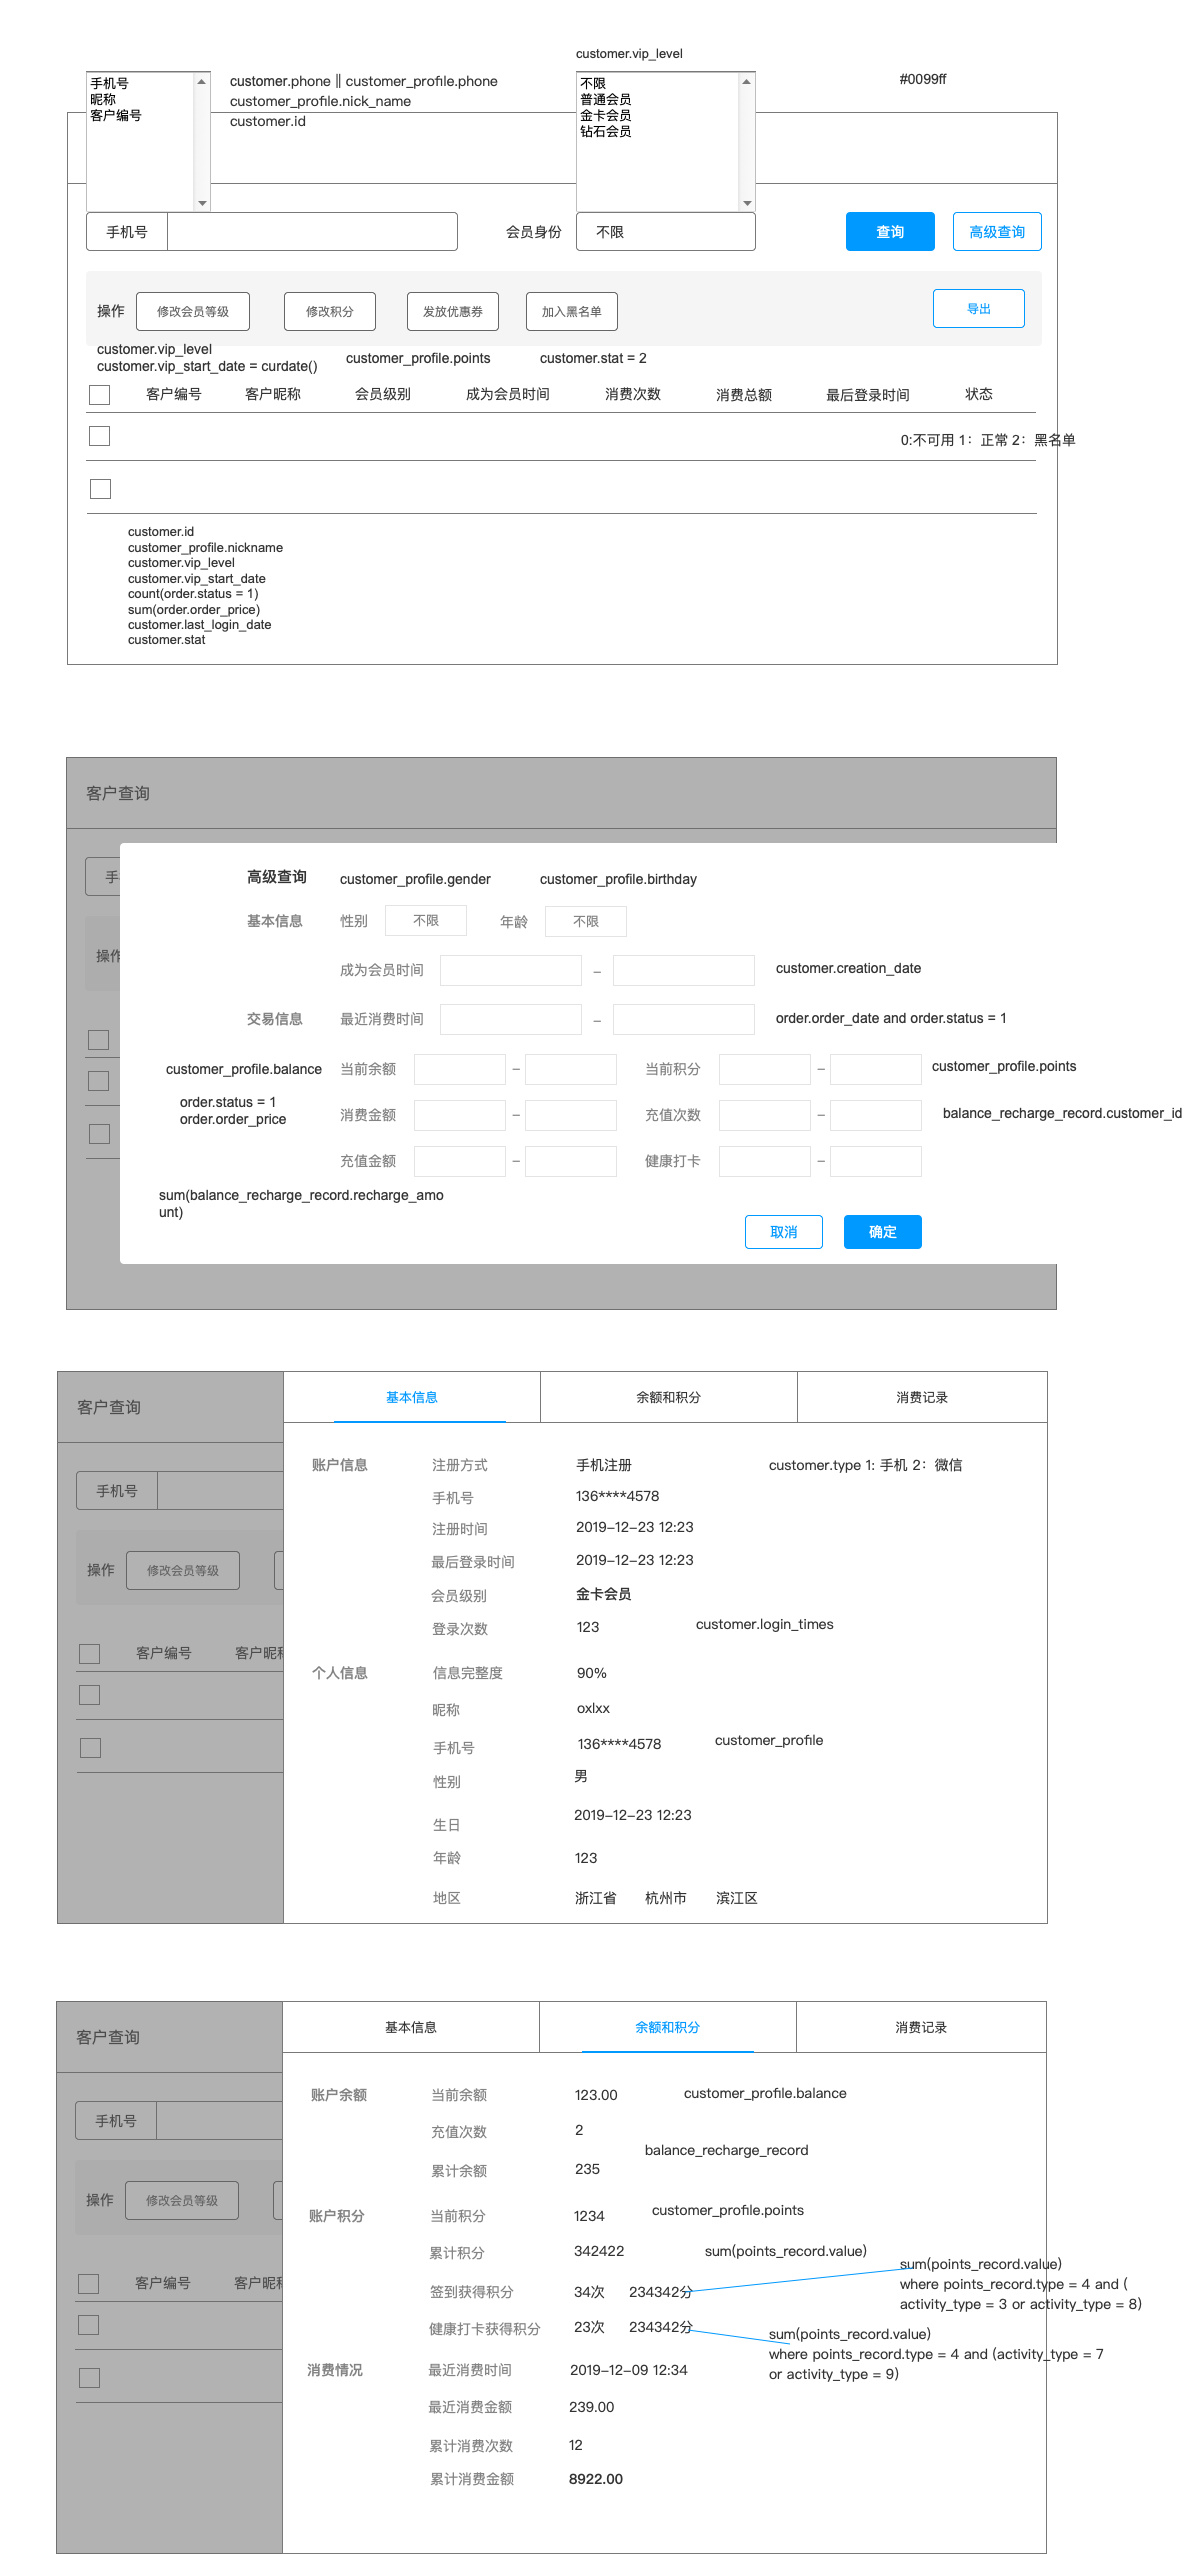 customer.vip_level
手机号
昵称
客户编号
customer.phone || customer_profile.phone
customer_profile.nick_name
customer.id
不限
普通会员
金卡会员
钻石会员
#0099ff
手机号
会员身份
不限
查询
高级查询
操作
修改会员等级
修改积分
发放优惠券
加入黑名单
导出
customer.vip_level
customer.vip_start_date = curdate()
customer_profile.points
customer.stat = 2
客户编号
客户昵称
会员级别
成为会员时间
消费次数
消费总额
最后登录时间
状态
0:不可用 1：正常 2：黑名单
customer.id
customer_profile.nickname
customer.vip_level
customer.vip_start_date
count(order.status = 1)
sum(order.order_price)
customer.last_login_date
customer.stat
客户查询
手
操作
高级查询
customer_profile.gender
customer_profile.birthday
基本信息
性别
不限
年龄
不限
成为会员时间
–
customer.creation_date
交易信息
最近消费时间
–
order.order_date and order.status = 1
customer_profile.balance
当前余额
–
当前积分
–
customer_profile.points
order.status = 1
order.order_price
消费金额
–
充值次数
–
balance_recharge_record.customer_id
充值金额
–
健康打卡
–
sum(balance_recharge_record.recharge_amo
unt)
取消
确定
客户查询
手机号
操作
修改会员等级
客户编号
客户昵称
基本信息
余额和积分
消费记录
账户信息
注册方式
手机注册
customer.type 1: 手机 2：微信
手机号
136****4578
注册时间
2019-12-23 12:23
最后登录时间
2019-12-23 12:23
会员级别
金卡会员
登录次数
123
customer.login_times
个人信息
信息完整度
90%
昵称
oxlxx
手机号
136****4578
customer_profile
性别
男
生日
2019-12-23 12:23
年龄
123
地区
浙江省 杭州市 滨江区
客户查询
手机号
操作
修改会员等级
客户编号
客户昵称
基本信息
余额和积分
消费记录
账户余额
当前余额
123.00
customer_profile.balance
充值次数
2
balance_recharge_record
累计余额
235
账户积分
当前积分
1234
customer_profile.points
累计积分
342422
sum(points_record.value)
签到获得积分
34次 234342分
sum(points_record.value)
where points_record.type = 4 and (
activity_type = 3 or activity_type = 8)
健康打卡获得积分
23次 234342分
sum(points_record.value)
where points_record.type = 4 and (activity_type = 7
or activity_type = 9)
消费情况
最近消费时间
2019-12-09 12:34
最近消费金额
239.00
累计消费次数
12
累计消费金额
8922.00